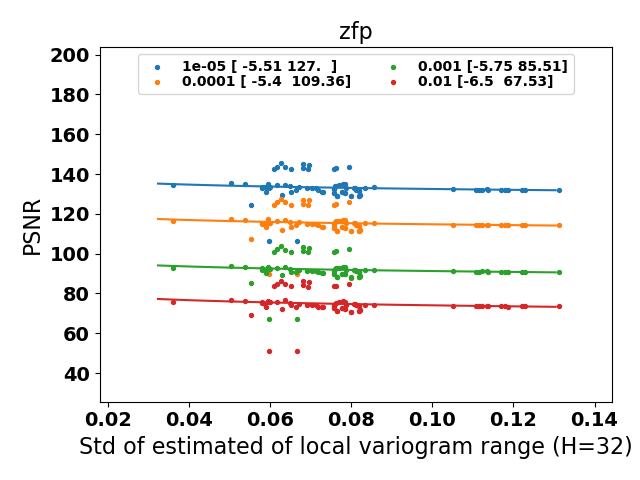 zfp
1e-05 [ -5.51 127.  ]
0.0001 [ -5.4  109.36]
0.001 [-5.75 85.51]
0.01 [-6.5  67.53]
PSNR
200
180
160
140
120
100
80
60
40
0.02 0.04 0.06 0.08 0.10 0.12 0.14
Std of estimated of local variogram range (H=32)